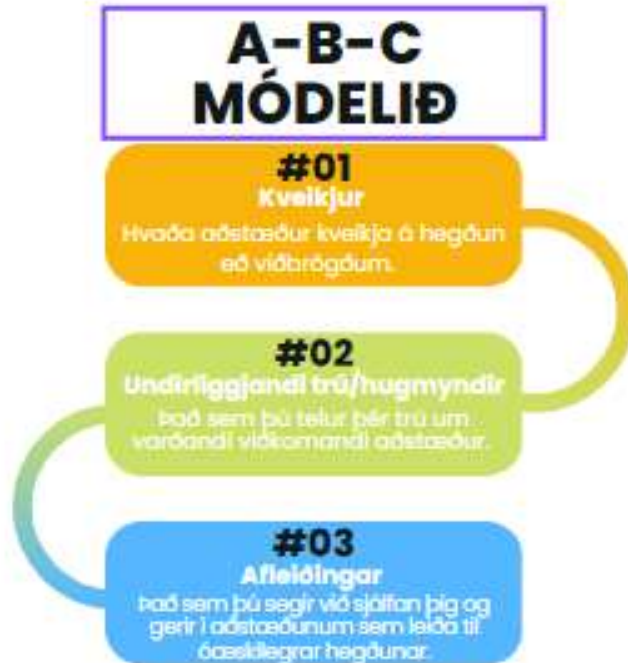 A-B-C
MÓDELIÐ
#01
Kveikjur
Hvaða aðstæður kveikja á hegðun
eð viðbrögðum.
#02
Undirliggjandi trú/hugmyndir
Það sem þú telur þér trú um
varðandi viðkomandi aðstæður.
#03
Afleiðingar
Það sem þú segir við sjálfan þig og
gerir í aðstæðunum sem leiða til
óæskilegrar hegðunar.